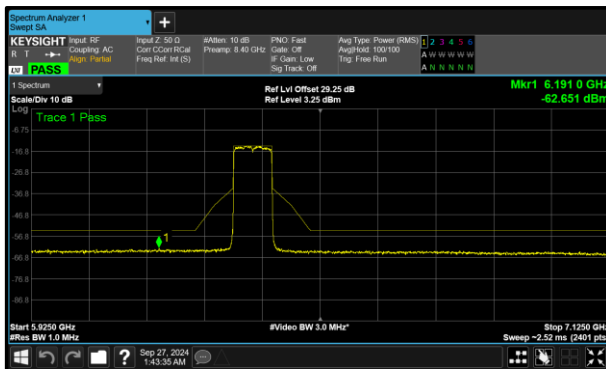 Spectrum Analyzer 1
Swept SA
+
KEYSIGHT Input: RF
R T Coupling: AC
Align: Partial
LXI PASS
Input Z: 50 Ω
Corr CCorr RCal
Freq Ref: Int (S)
#Atten: 10 dB
Preamp: 8.40 GHz
PNO: Fast
Gate: Off
IF Gain: Low
Sig Track: Off
Avg Type: Power (RMS)
Avg|Hold: 100/100
Trig: Free Run
1 2 3 4 5 6
A W W W W W
A N N N N N
1 Spectrum
Scale/Div 10 dB
Ref Lvl Offset 29.25 dB
Ref Level 3.25 dBm
Mkr1 6.191 0 GHz
-62.651 dBm
Log
Trace 1 Pass
-6.75
-16.8
-26.8
-36.8
-46.8
-56.8
-66.8
-76.8
-86.8
1
Start 5.9250 GHz
#Res BW 1.0 MHz
#Video BW 3.0 MHz*
Stop 7.1250 GHz
Sweep ~2.52 ms (2401 pts)
?
Sep 27, 2024
1:43:35 AM